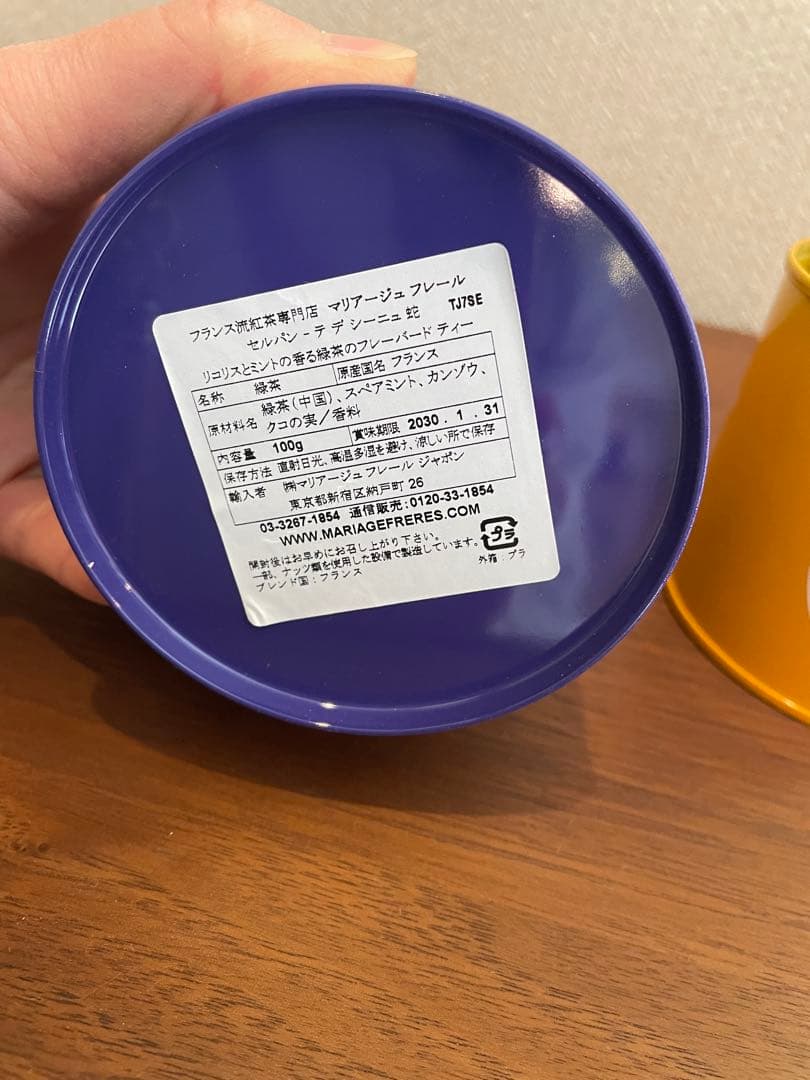 フランス流紅茶専門店 マリアージュ フレール
セルパン - テ デ シーニュ 蛇 TJ7SE
リコリスとミントの香る緑茶のフレーバード ティー
名称 緑茶 原産国名 フランス
原材料名 緑茶(中国)、スペアミント、カンゾウ、
クコの実／香料
内容量 100g 賞味期限 2030 . 1 . 31
保存方法 直射日光、高温多湿を避け、涼しい所で保存
輸入者 ㈱マリアージュ フレール ジャポン
東京都新宿区納戸町 26
03-3267-1854 通信販売:0120-33-1854
WWW.MARIAGEFRERES.COM
開封後はお早めにお召し上がり下さい。
一部、ナッツ類を使用した設備で製造しています。
ブレンド国：フランス
プラ
外箱：プラ